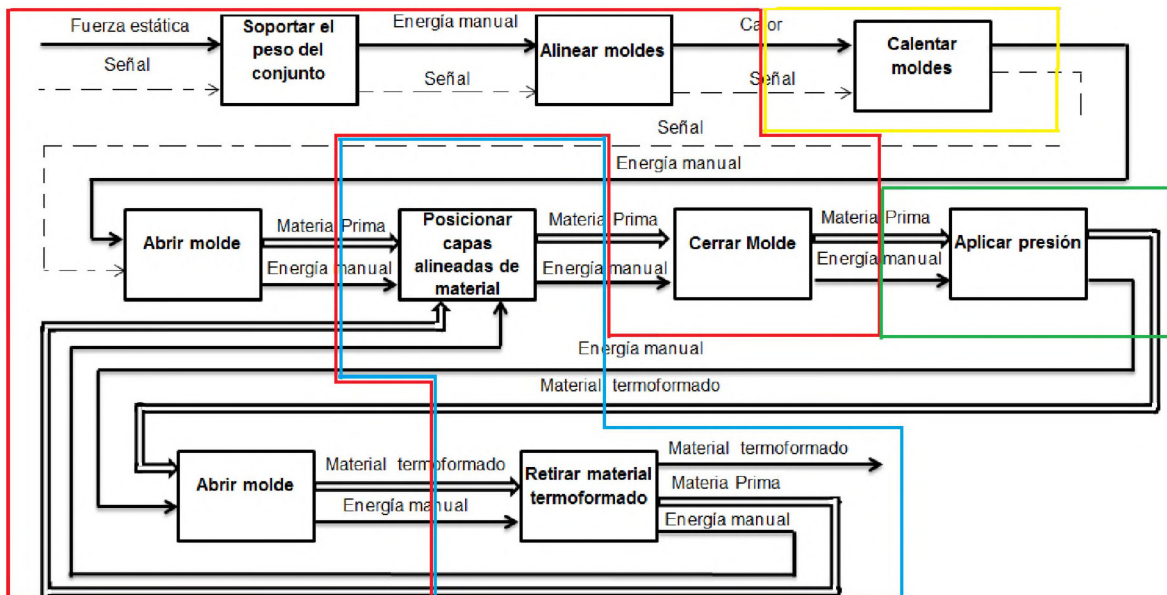 Fuerza estática
Soportar el
peso del
conjunto
Energía manual
Alinear moldes
Calor
Calentar
moldes
Señal
Señal
Señal
Señal
Energía manual
Abrir molde
Materia Prima
Energía manual
Posicionar
capas
alineadas de
material
Materia Prima
Energía manual
Cerrar Molde
Materia Prima
Energía manual
Aplicar presión
Energía manual
Material termoformado
Abrir molde
Material termoformado
Energía manual
Retirar material
termoformado
Material termoformado
Materia Prima
Energía manual